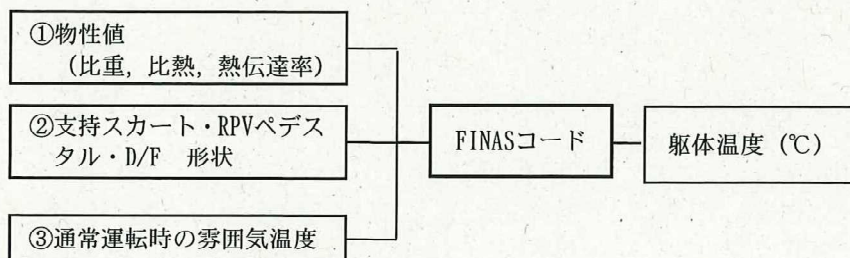 ①物性値
(比重, 比熱, 熱伝達率)
②支持スカート・RPVペデス
タル・D/F 形状
③通常運転時の雰囲気温度
FINASコード
躯体温度 (℃)